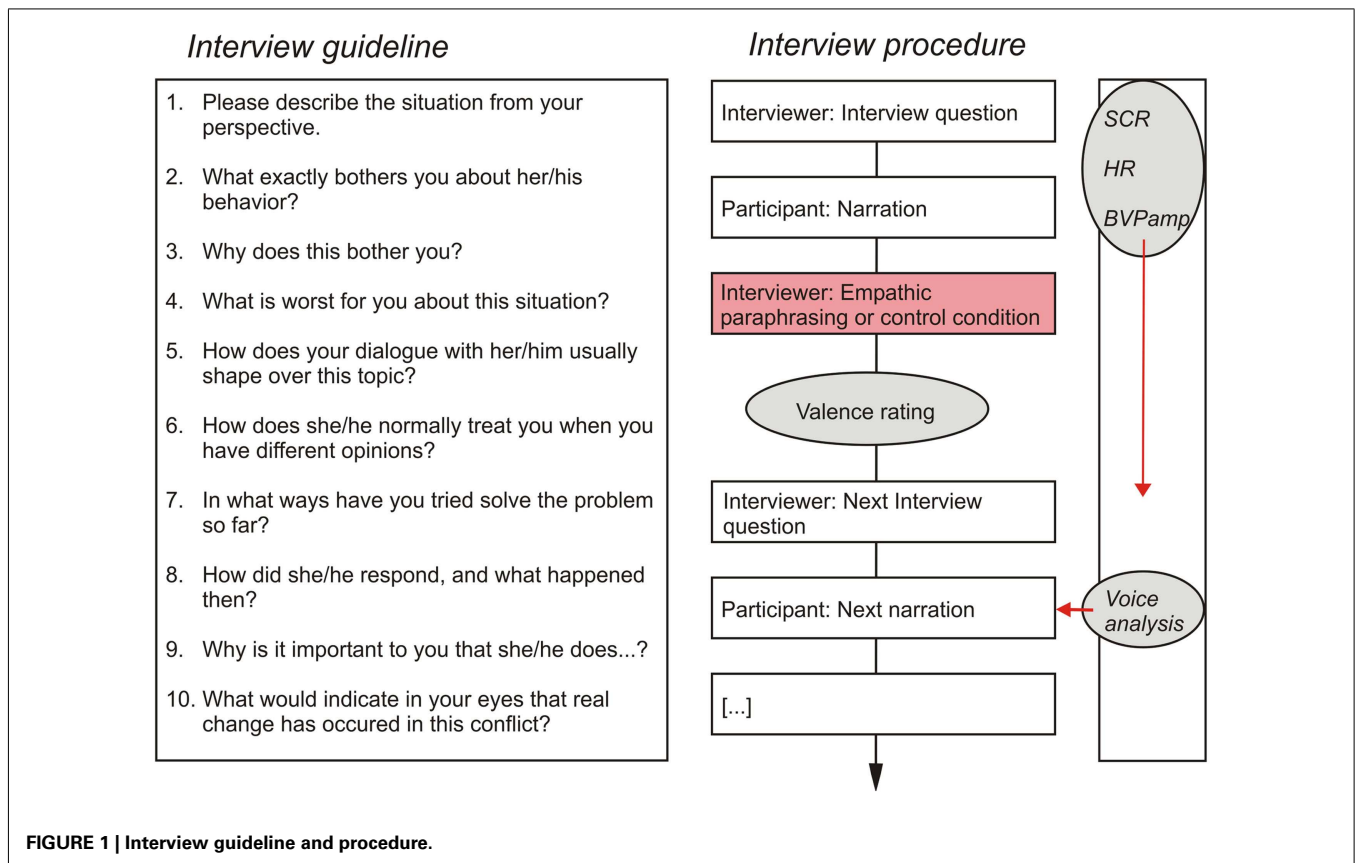 Interview guideline
1. Please describe the situation from your
perspective.
2. What exactly bothers you about her/his
behavior?
3. Why does this bother you?
4. What is worst for you about this situation?
5. How does your dialogue with her/him usually
shape over this topic?
6. How does she/he normally treat you when you
have different opinions?
7. In what ways have you tried solve the problem
so far?
8. How did she/he respond, and what happened
then?
9. Why is it important to you that she/he does...?
10. What would indicate in your eyes that real
change has occured in this conflict?
Interview procedure
Interviewer: Interview question
Participant: Narration
Interviewer: Empathic
paraphrasing or control condition
Valence rating
Interviewer: Next Interview
question
Participant: Next narration
[...]
SCR
HR
BVPamp
Voice
analysis
FIGURE 1 | Interview guideline and procedure.